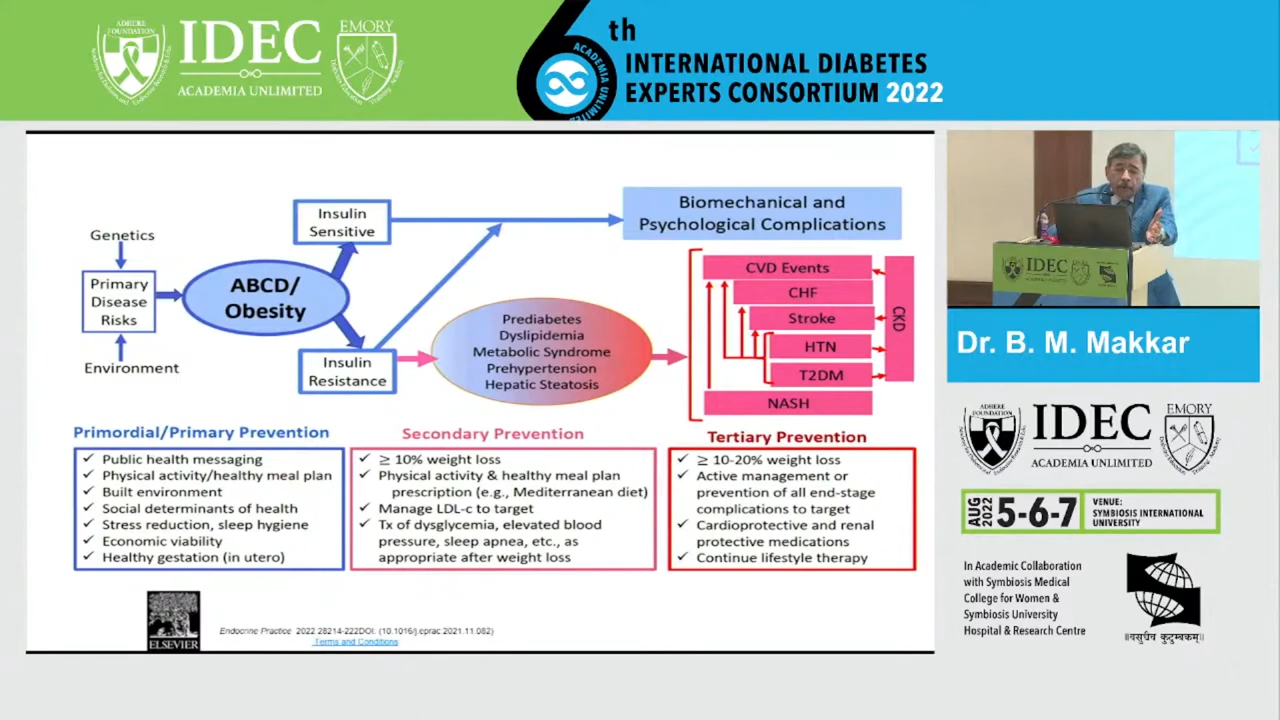 ADHERE
FOUNDATION
IDEC
ACADEMIA UNLIMITED
EMORY
6th
ACADEMIA UNLIMITED
INTERNATIONAL DIABETES
EXPERTS CONSORTIUM 2022
Genetics
Primary
Disease
Risks
Environment
ABCD/
Obesity
Insulin
Sensitive
Insulin
Resistance
Biomechanical and
Psychological Complications
Prediabetes
Dyslipidemia
Metabolic Syndrome
Prehypertension
Hepatic Steatosis
CVD Events
CHF
Stroke
HTN
T2DM
NASH
CKD
Primordial/Primary Prevention
✓ Public health messaging
✓ Physical activity/healthy meal plan
✓ Built environment
✓ Social determinants of health
✓ Stress reduction, sleep hygiene
✓ Economic viability
✓ Healthy gestation (in utero)
Secondary Prevention
✓ ≥ 10% weight loss
✓ Physical activity & healthy meal plan
prescription (e.g., Mediterranean diet)
✓ Manage LDL-c to target
✓ Tx of dysglycemia, elevated blood
pressure, sleep apnea, etc., as
appropriate after weight loss
Tertiary Prevention
✓ ≥ 10-20% weight loss
✓ Active management or
prevention of all end-stage
complications to target
✓ Cardioprotective and renal
protective medications
✓ Continue lifestyle therapy
ELSEVIER
Endocrine Practice 2022 28214-222DOI: (10.1016/j.eprac.2021.11.082)
Terms and Conditions
IDEC
Dr. B. M. Makkar
ADHERE
FOUNDATION
IDEC
ACADEMIA UNLIMITED
EMORY
AUG
2022
5-6-7
VENUE:
SYMBIOSIS INTERNATIONAL
UNIVERSITY
In Academic Collaboration
with Symbiosis Medical
College for Women &
Symbiosis University
Hospital & Research Centre
॥वसुधैव कुटुम्बकम्॥